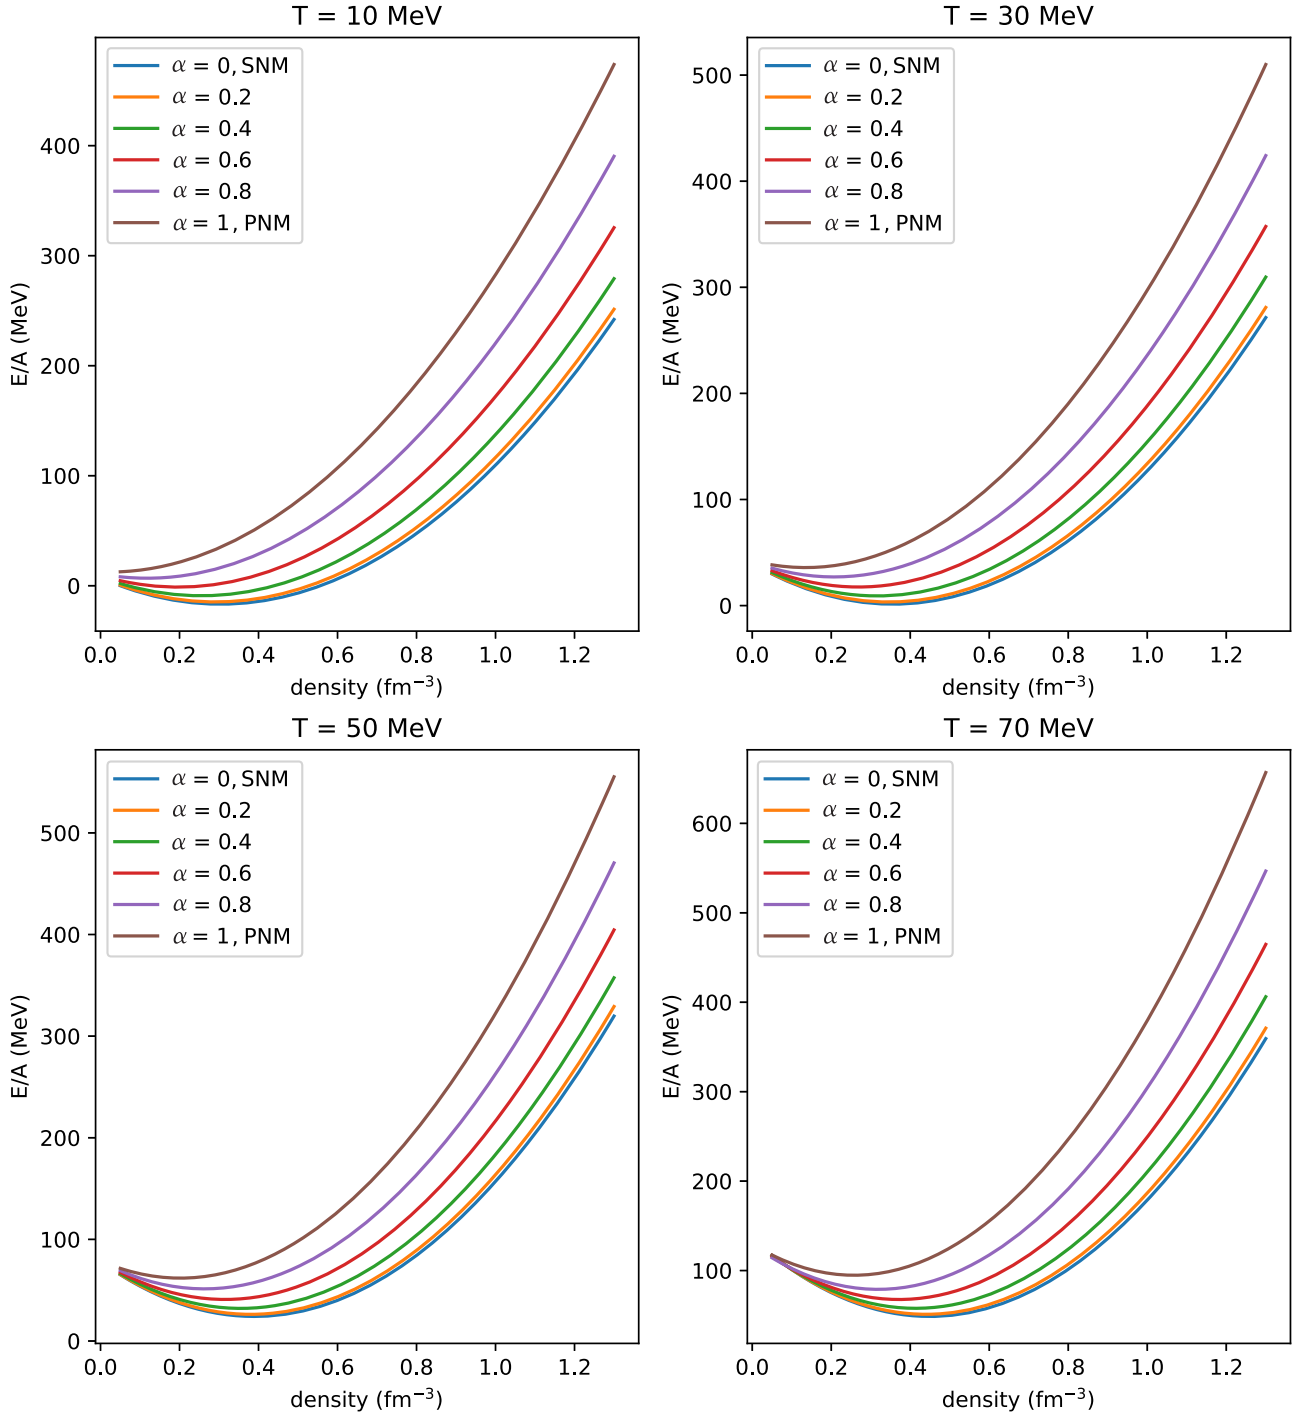 T = 10 MeV
α = 0, SNM
α = 0.2
α = 0.4
α = 0.6
α = 0.8
α = 1, PNM
400
300
200
100
0
E/A (MeV)
0.0 0.2 0.4 0.6 0.8 1.0 1.2
density (fm⁻³)
T = 30 MeV
α = 0, SNM
α = 0.2
α = 0.4
α = 0.6
α = 0.8
α = 1, PNM
500
400
300
200
100
0
E/A (MeV)
0.0 0.2 0.4 0.6 0.8 1.0 1.2
density (fm⁻³)
T = 50 MeV
α = 0, SNM
α = 0.2
α = 0.4
α = 0.6
α = 0.8
α = 1, PNM
500
400
300
200
100
0
E/A (MeV)
0.0 0.2 0.4 0.6 0.8 1.0 1.2
density (fm⁻³)
T = 70 MeV
α = 0, SNM
α = 0.2
α = 0.4
α = 0.6
α = 0.8
α = 1, PNM
600
500
400
300
200
100
E/A (MeV)
0.0 0.2 0.4 0.6 0.8 1.0 1.2
density (fm⁻³)